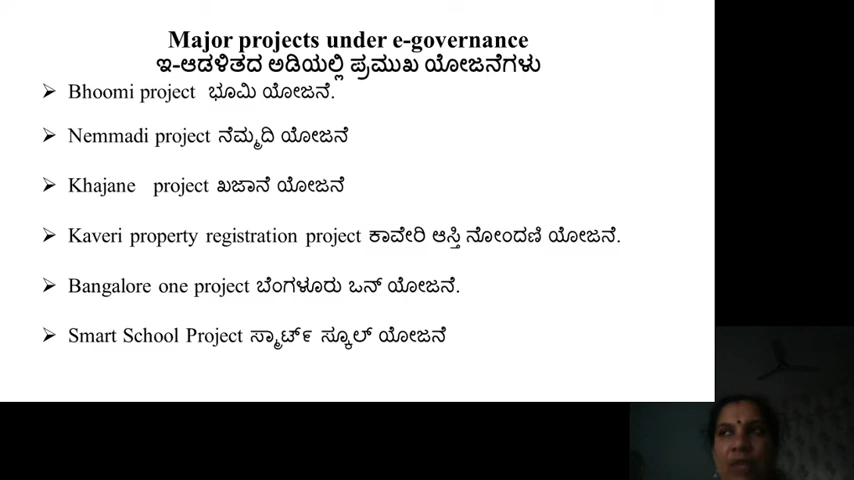 Major projects under e-governance
ಇ-ಆಡಳಿತದ ಅಡಿಯಲ್ಲಿ ಪ್ರಮುಖ ಯೋಜನೆಗಳು
➢ Bhoomi project ಭೂಮಿ ಯೋಜನೆ.
➢ Nemmadi project ನೆಮ್ಮದಿ ಯೋಜನೆ
➢ Khajane project ಖಜಾನೆ ಯೋಜನೆ
➢ Kaveri property registration project ಕಾವೇರಿ ಆಸ್ತಿ ನೋಂದಣಿ ಯೋಜನೆ.
➢ Bangalore one project ಬೆಂಗಳೂರು ಒನ್ ಯೋಜನೆ.
➢ Smart School Project ಸ್ಮಾಟ್೯ ಸ್ಕೂಲ್ ಯೋಜನೆ